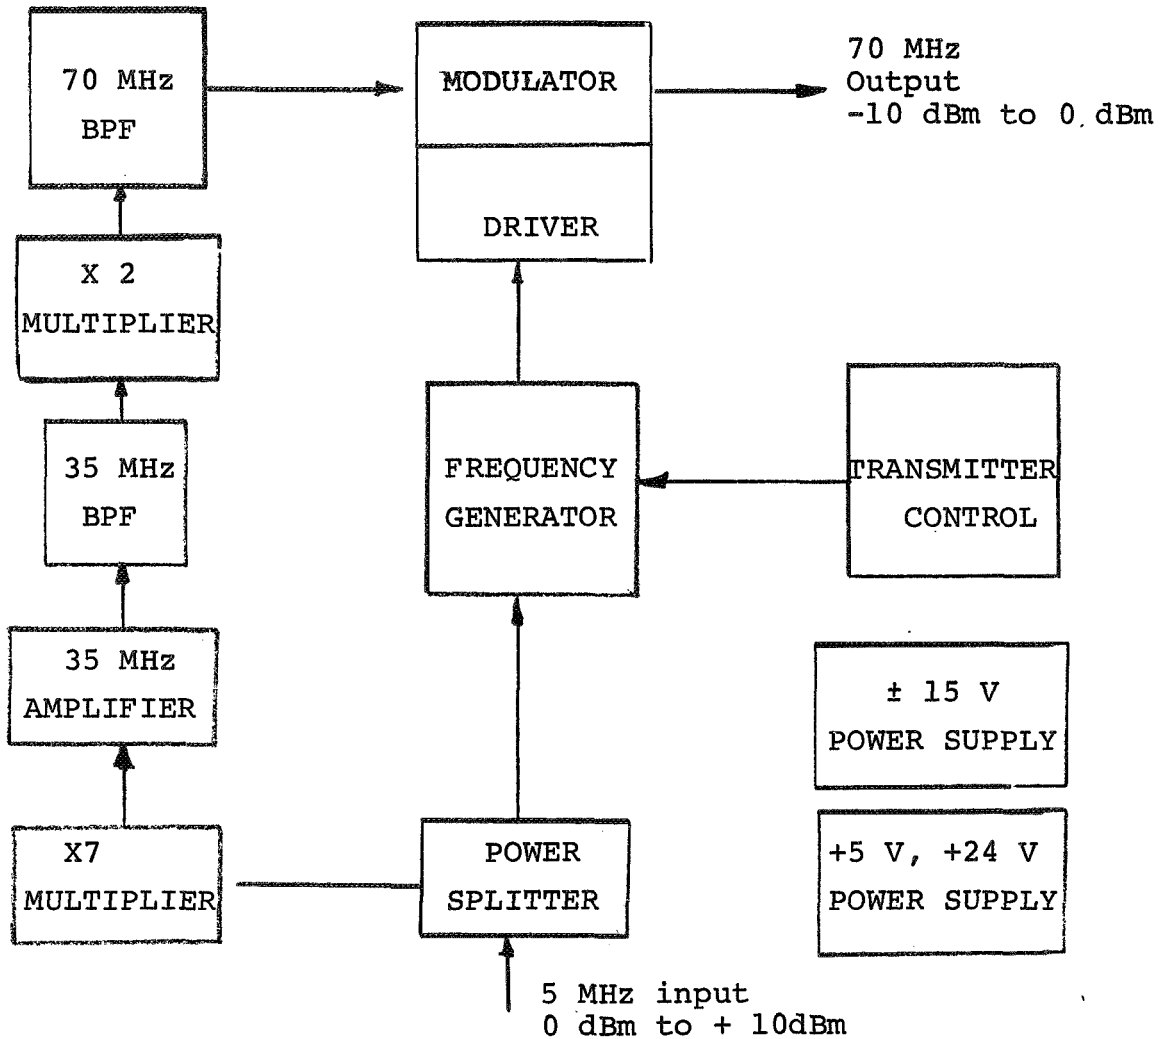 70 MHz
BPF
MODULATOR
70 MHz
Output
-10 dBm to 0 dBm
DRIVER
X 2
MULTIPLIER
35 MHz
BPF
FREQUENCY
GENERATOR
TRANSMITTER
CONTROL
35 MHz
AMPLIFIER
± 15 V
POWER SUPPLY
X7
MULTIPLIER
POWER
SPLITTER
+5 V, +24 V
POWER SUPPLY
5 MHz input
0 dBm to + 10dBm